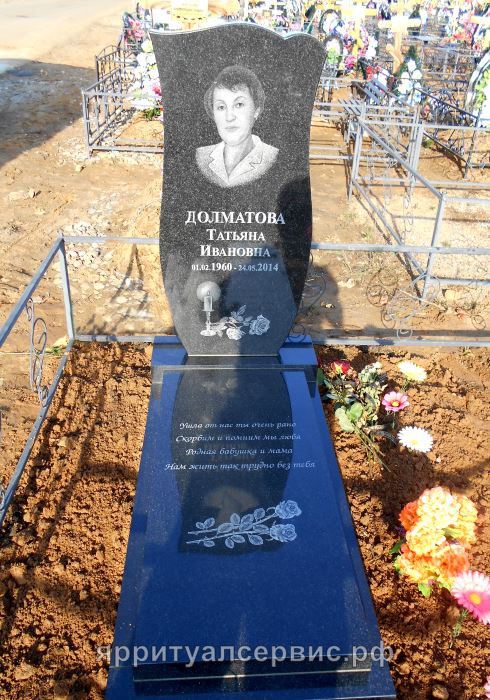 ДОЛМАТОВА
ТАТЬЯНА
ИВАНОВНА
01.02.1960 - 24.05.2014
Ушла от нас ты очень рано
Скорбим и помним мы любя
Родная бабушка и мама
Нам жить так трудно без тебя
ярритуалсервис.рф